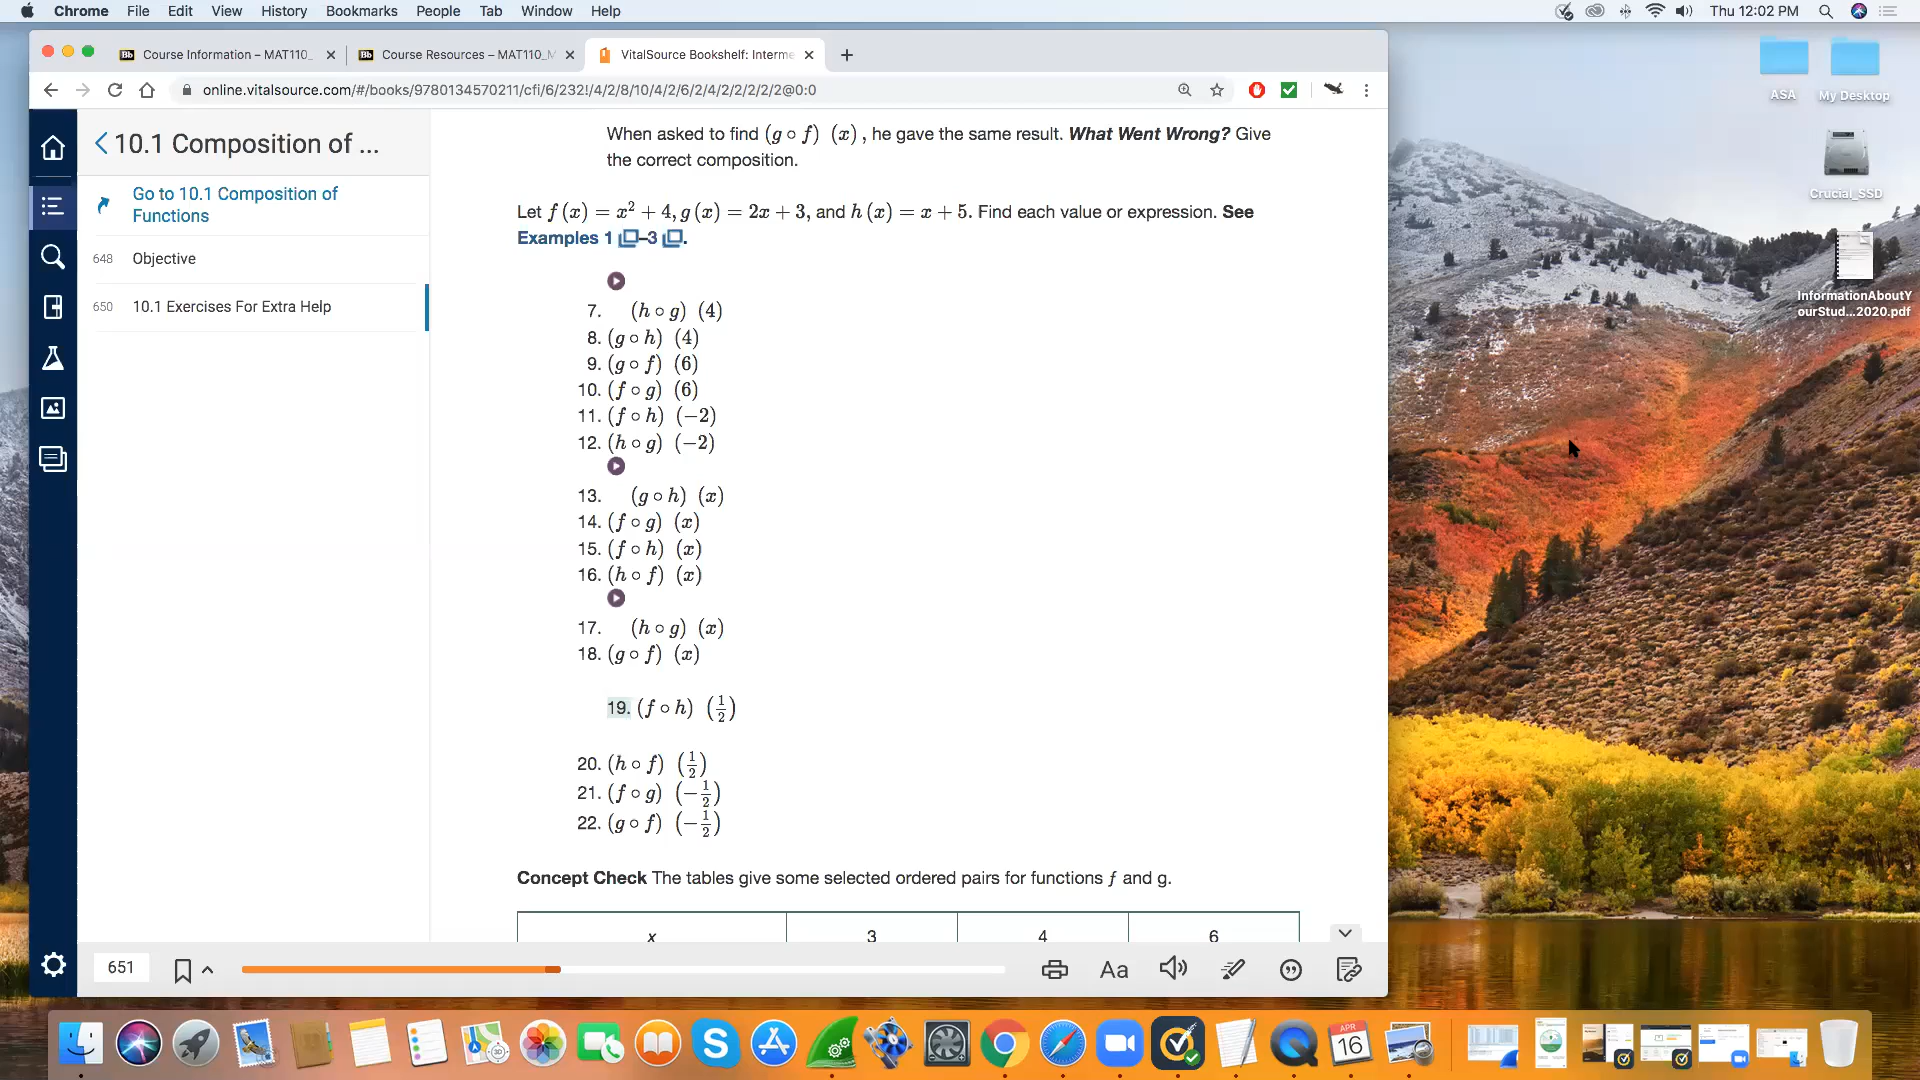 Chrome File Edit View History Bookmarks People Tab Window Help Thu 12:02 PM
Course Information – MAT110_ Course Resources – MAT110_M VitalSource Bookshelf: Interme
online.vitalsource.com/#/books/9780134570211/cfi/6/232!/4/2/8/10/4/2/6/2/4/2/2/2/2/2@0:0
ASA My Desktop
Crucial_SSD
InformationAboutY
ourStud...2020.pdf
10.1 Composition of ...
Go to 10.1 Composition of
Functions
648 Objective
650 10.1 Exercises For Extra Help
When asked to find (g ∘ f) (x), he gave the same result. What Went Wrong? Give
the correct composition.
Let f (x) = x² + 4, g (x) = 2x + 3, and h (x) = x + 5. Find each value or expression. See
Examples 1 –3 .
7. (h ∘ g) (4)
8. (g ∘ h) (4)
9. (g ∘ f) (6)
10. (f ∘ g) (6)
11. (f ∘ h) (−2)
12. (h ∘ g) (−2)
13. (g ∘ h) (x)
14. (f ∘ g) (x)
15. (f ∘ h) (x)
16. (h ∘ f) (x)
17. (h ∘ g) (x)
18. (g ∘ f) (x)
19. (f ∘ h) (1/2)
20. (h ∘ f) (1/2)
21. (f ∘ g) (−1/2)
22. (g ∘ f) (−1/2)
Concept Check The tables give some selected ordered pairs for functions f and g.
x 3 4 6
651
Aa
APR
16